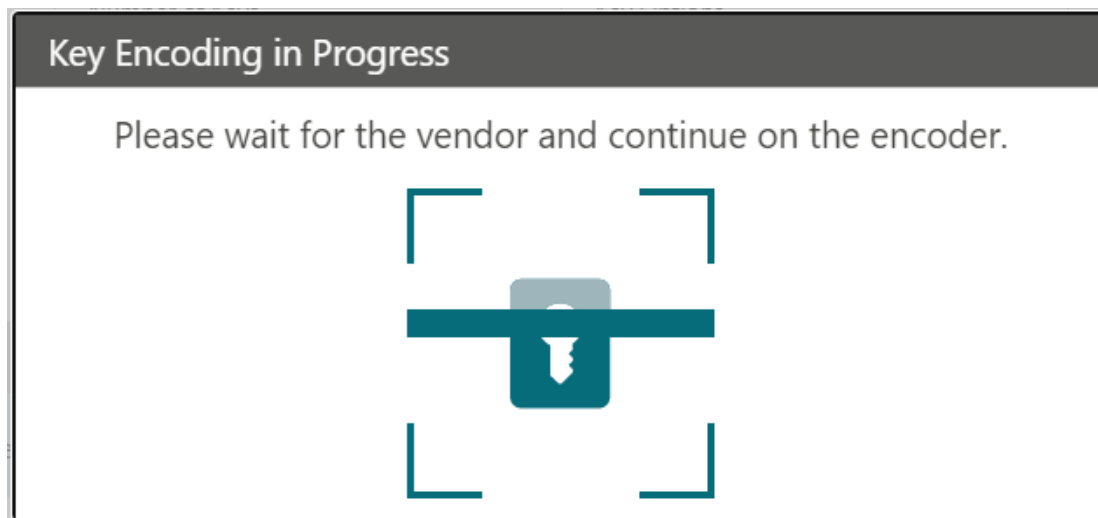 Key Encoding in Progress
Please wait for the vendor and continue on the encoder.